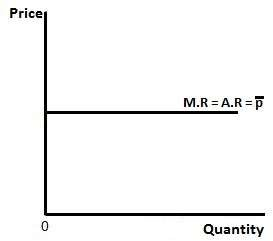 Price
M.R = A.R = p̅
0
Quantity